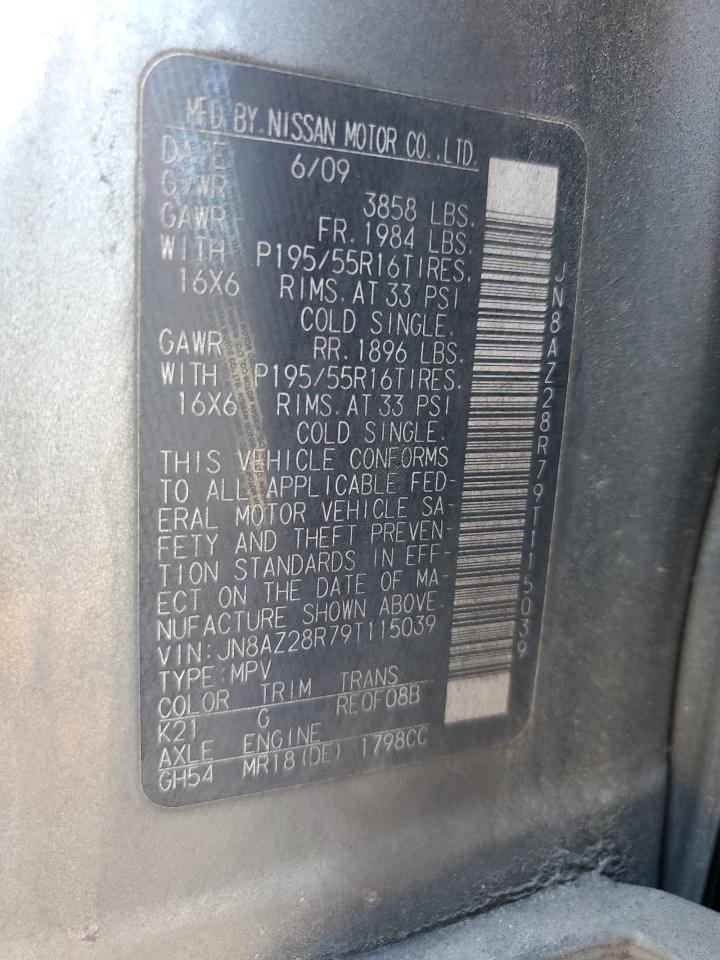 MFD BY NISSAN MOTOR CO.,LTD.
DATE 6/09
GVWR 3858 LBS.
GAWR FR. 1984 LBS
WITH P195/55R16TIRES,
16X6 RIMS. AT 33 PSI
COLD SINGLE.
GAWR RR. 1896 LBS.
WITH P195/55R16TIRES.
16X6 RIMS. AT 33 PSI
COLD SINGLE.
THIS VEHICLE CONFORMS
TO ALL APPLICABLE FED-
ERAL MOTOR VEHICLE SA-
FETY AND THEFT PREVEN-
TION STANDARDS IN EFF-
ECT ON THE DATE OF MA-
NUFACTURE SHOWN ABOVE.
VIN:JN8AZ28R79T115039
TYPE:MPV
COLOR TRIM TRANS
K21 G REOF08B
AXLE ENGINE
GH54 MR18(DE) 1798CC
JN8AZ28R79T115039